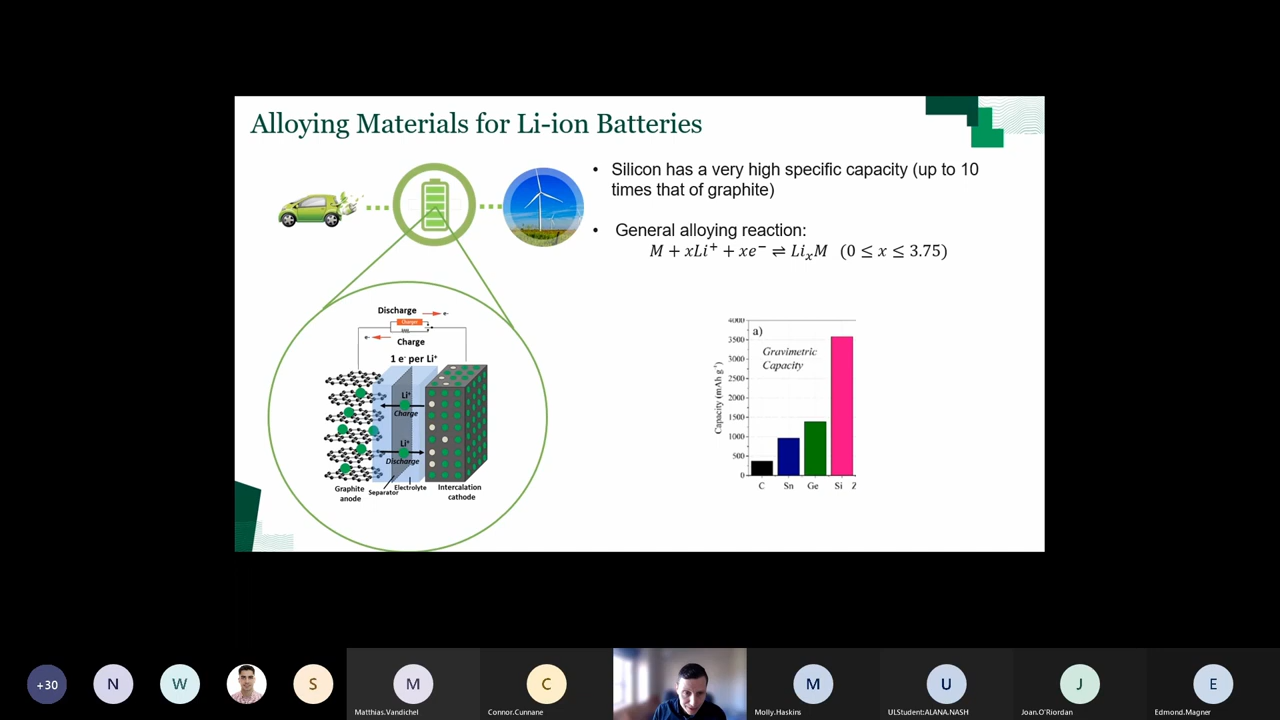 Alloying Materials for Li-ion Batteries
• Silicon has a very high specific capacity (up to 10
times that of graphite)
• General alloying reaction:
M + xLi⁺ + xe⁻ ⇌ LiₓM (0 ≤ x ≤ 3.75)
Discharge
e⁻
Charger
e⁻
Charge
1 e⁻ per Li⁺
Li⁺
Charge
Li⁺
Discharge
Graphite
anode
Separator
Electrolyte
Intercalation
cathode
a)
Gravimetric
Capacity
Capacity (mAh g⁻¹)
4000
3500
3000
2500
2000
1500
1000
500
0
C Sn Ge Si Z
+30
N
W
S
M
Matthias.Vandichel
C
Connor.Cunnane
M
Molly.Haskins
U
ULStudent:ALANA.NASH
J
Joan.O'Riordan
E
Edmond.Magner